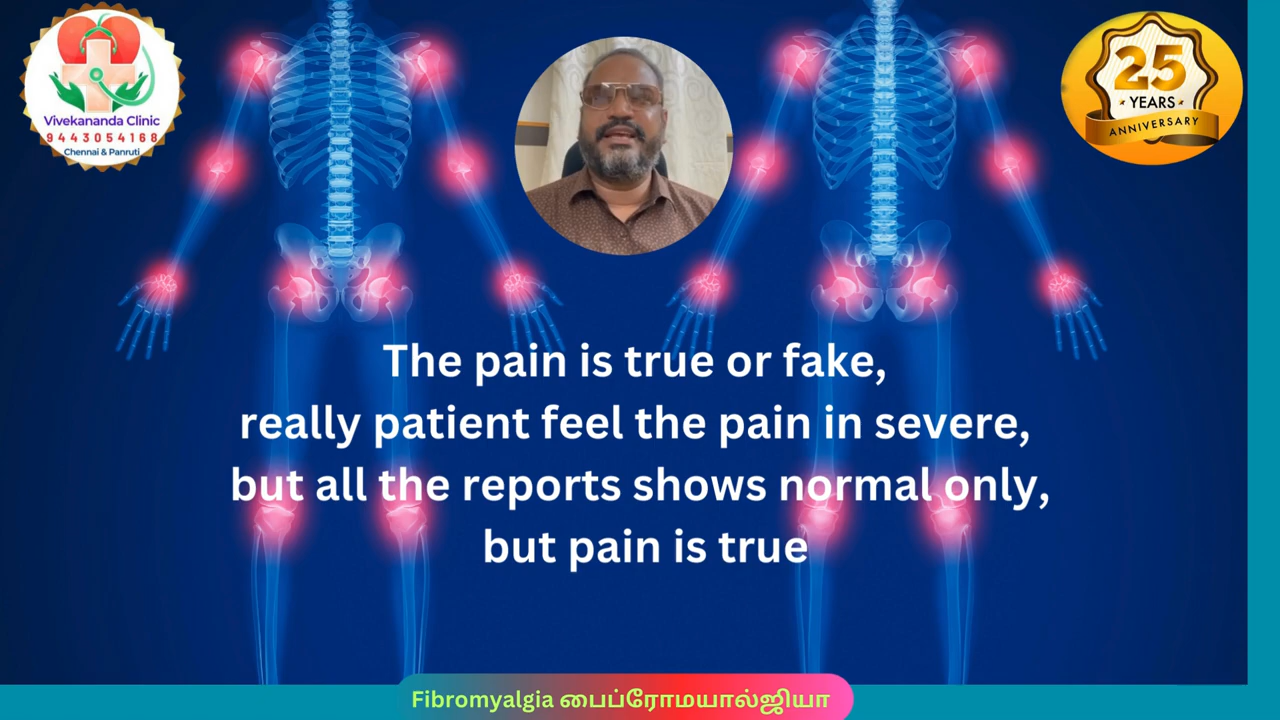 Vivekananda Clinic
9443054168
Chennai & Panruti
25
YEARS
ANNIVERSARY
The pain is true or fake,
really patient feel the pain in severe,
but all the reports shows normal only,
but pain is true
Fibromyalgia பைப்ரோமயால்ஜியா